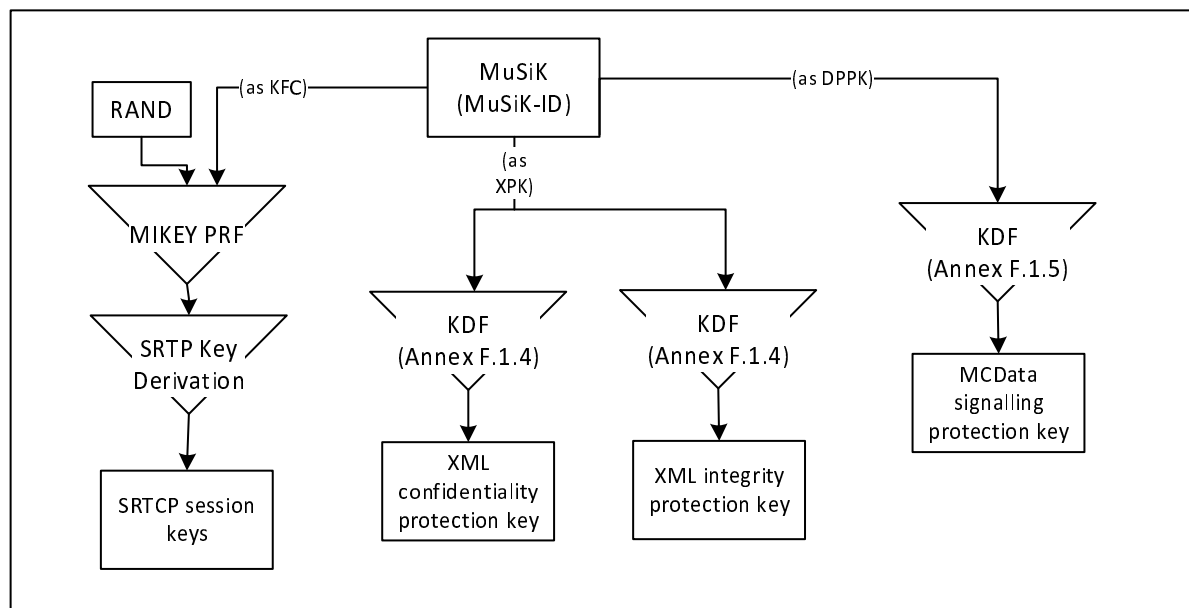 MuSiK
(MuSiK-ID)
(as KFC)
(as DPPK)
RAND
(as
XPK)
MIKEY PRF
KDF
(Annex F.1.5)
SRTP Key
Derivation
KDF
(Annex F.1.4)
KDF
(Annex F.1.4)
MCData
signalling
protection key
XML
confidentiality
protection key
XML integrity
protection key
SRTCP session
keys